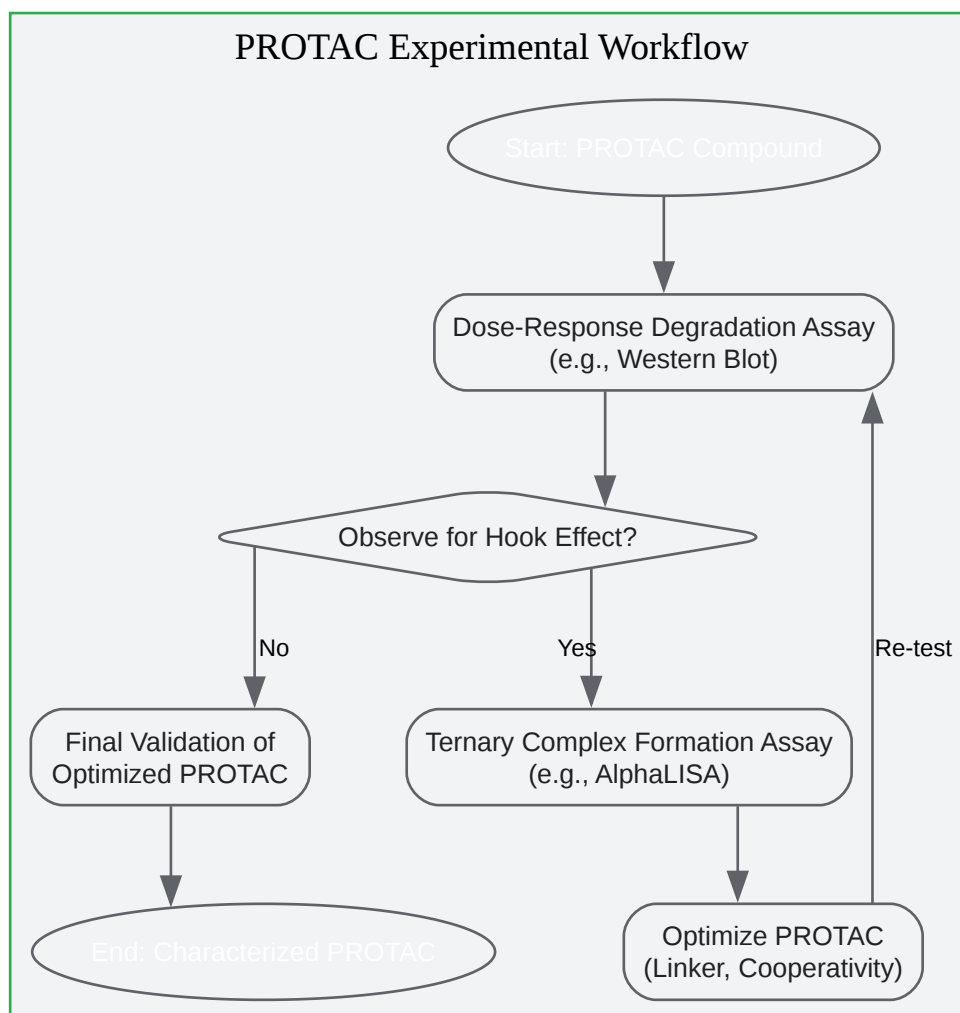 PROTAC Experimental Workflow
Start: PROTAC Compound
Dose-Response Degradation Assay
(e.g., Western Blot)
Observe for Hook Effect?
No
Yes
Re-test
Final Validation of
Optimized PROTAC
Ternary Complex Formation Assay
(e.g., AlphaLISA)
End: Characterized PROTAC
Optimize PROTAC
(Linker, Cooperativity)